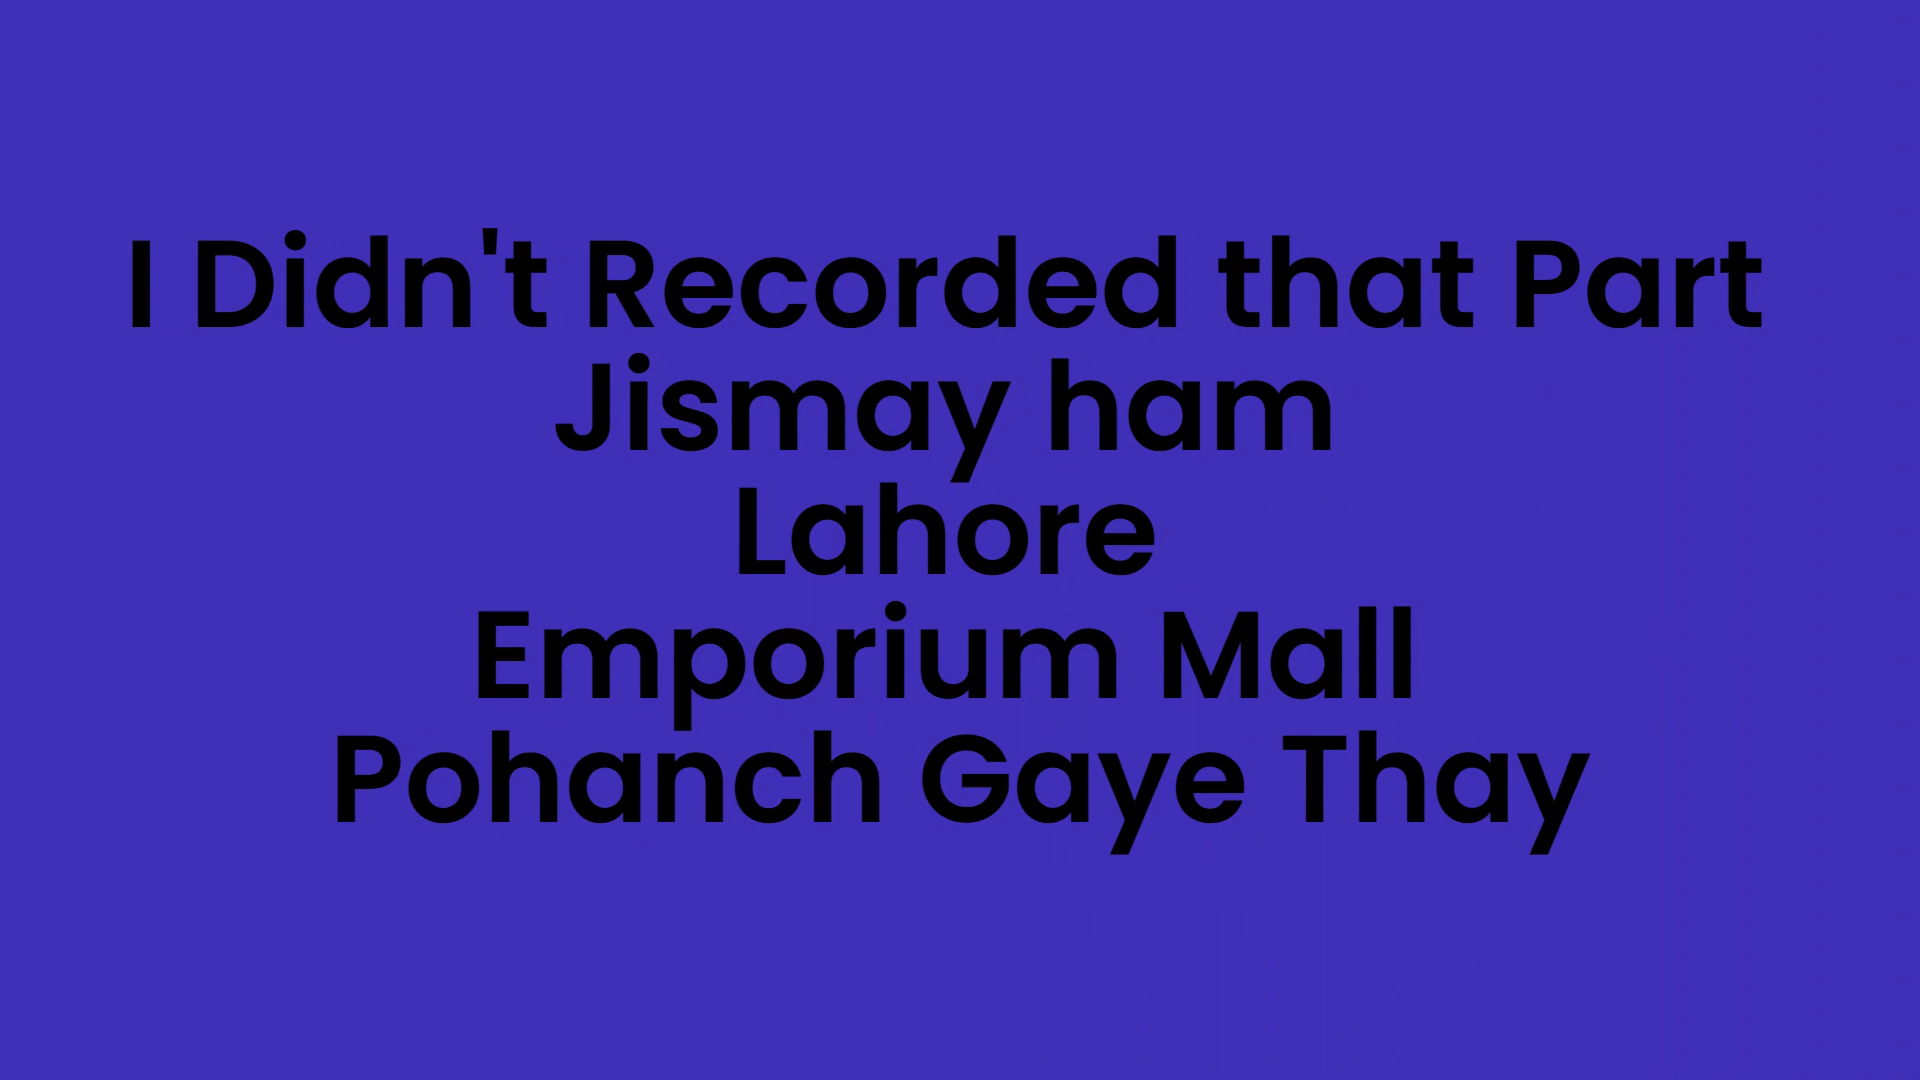 I Didn't Recorded that Part
Jismay ham
Lahore
Emporium Mall
Pohanch Gaye Thay